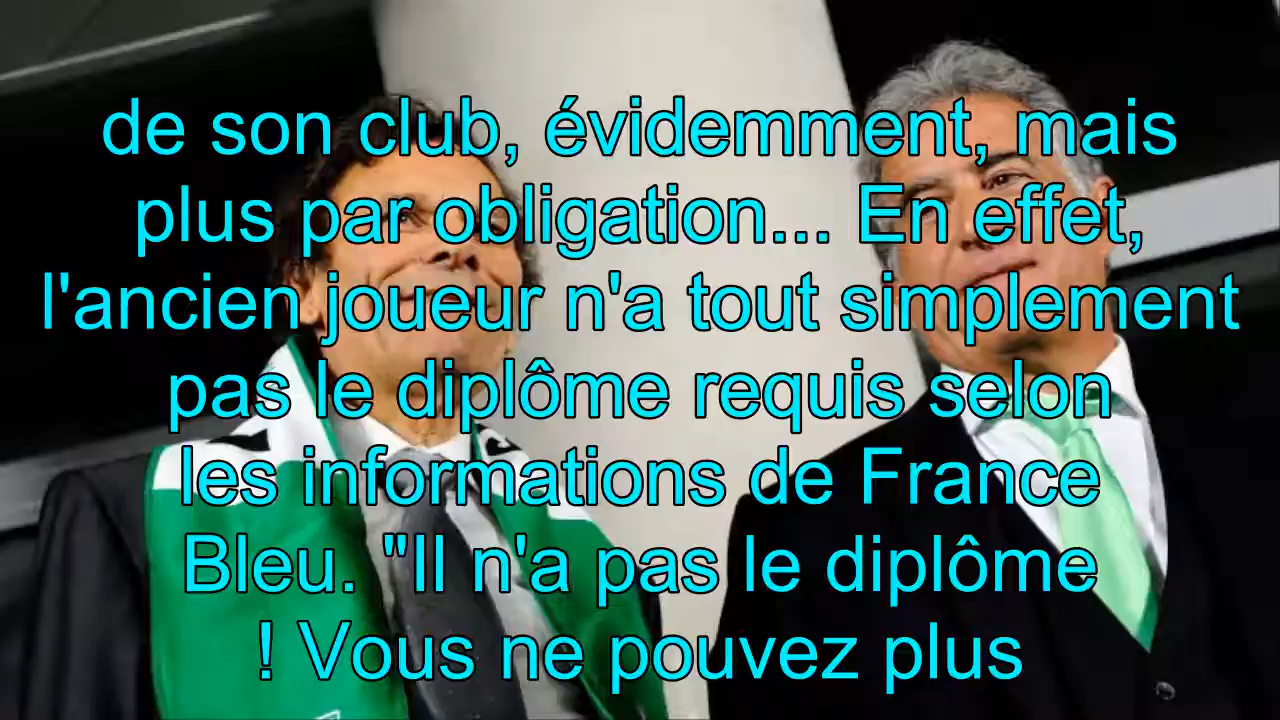 de son club, évidemment, mais
plus par obligation... En effet,
l'ancien joueur n'a tout simplement
pas le diplôme requis selon
les informations de France
Bleu. "Il n'a pas le diplôme
! Vous ne pouvez plus